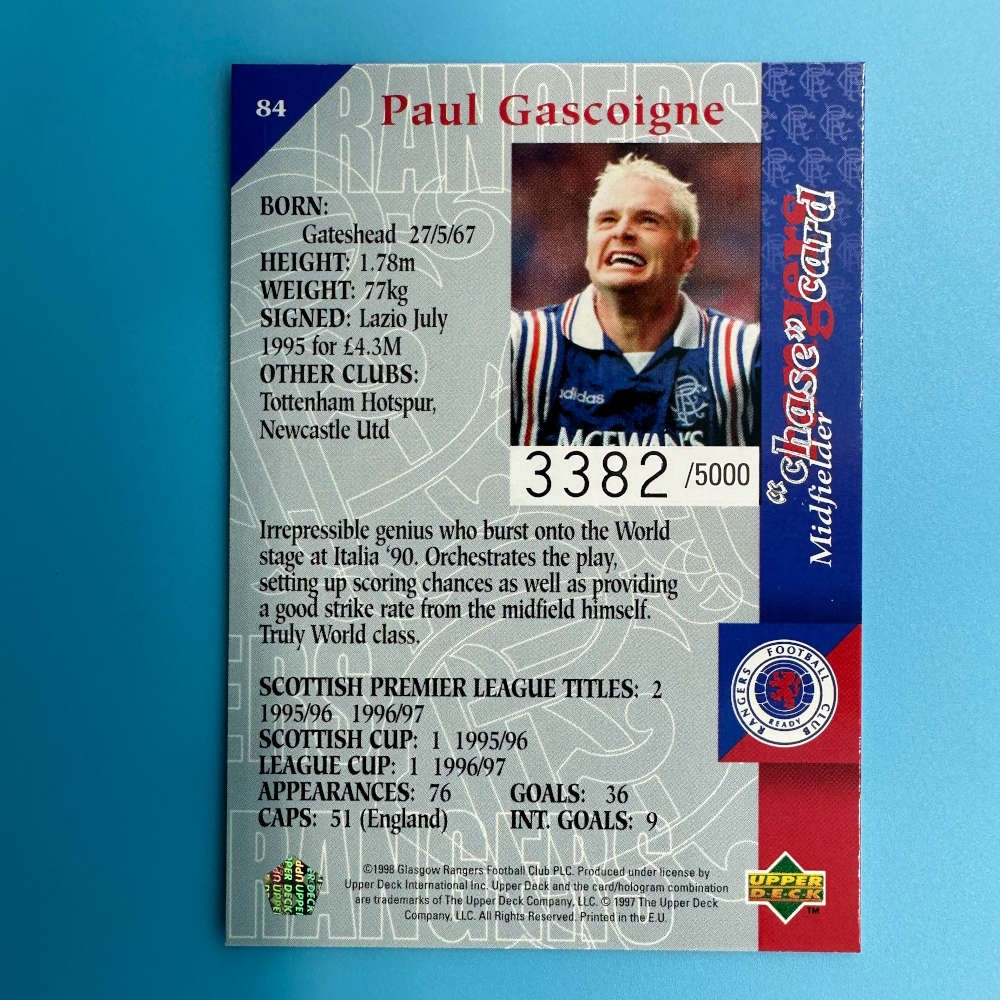 84
Paul Gascoigne
RANGERS
BORN:
Gateshead 27/5/67
HEIGHT: 1.78m
WEIGHT: 77kg
SIGNED: Lazio July
1995 for £4.3M
OTHER CLUBS:
Tottenham Hotspur,
Newcastle Utd
adidas
McEWAN'S
3382 /5000
rangers
"chase" card
Midfielder
Irrepressible genius who burst onto the World
stage at Italia '90. Orchestrates the play,
setting up scoring chances as well as providing
a good strike rate from the midfield himself.
Truly World class.
RANGERS FOOTBALL CLUB
READY
SCOTTISH PREMIER LEAGUE TITLES: 2
1995/96 1996/97
SCOTTISH CUP: 1 1995/96
LEAGUE CUP: 1 1996/97
APPEARANCES: 76 GOALS: 36
CAPS: 51 (England) INT. GOALS: 9
RANGERS
©1998 Glasgow Rangers Football Club PLC. Produced under license by
Upper Deck International Inc. Upper Deck and the card/hologram combination
are trademarks of The Upper Deck Company, LLC. © 1997 The Upper Deck
Company, LLC. All Rights Reserved. Printed in the E.U.
UPPER
DECK
TM